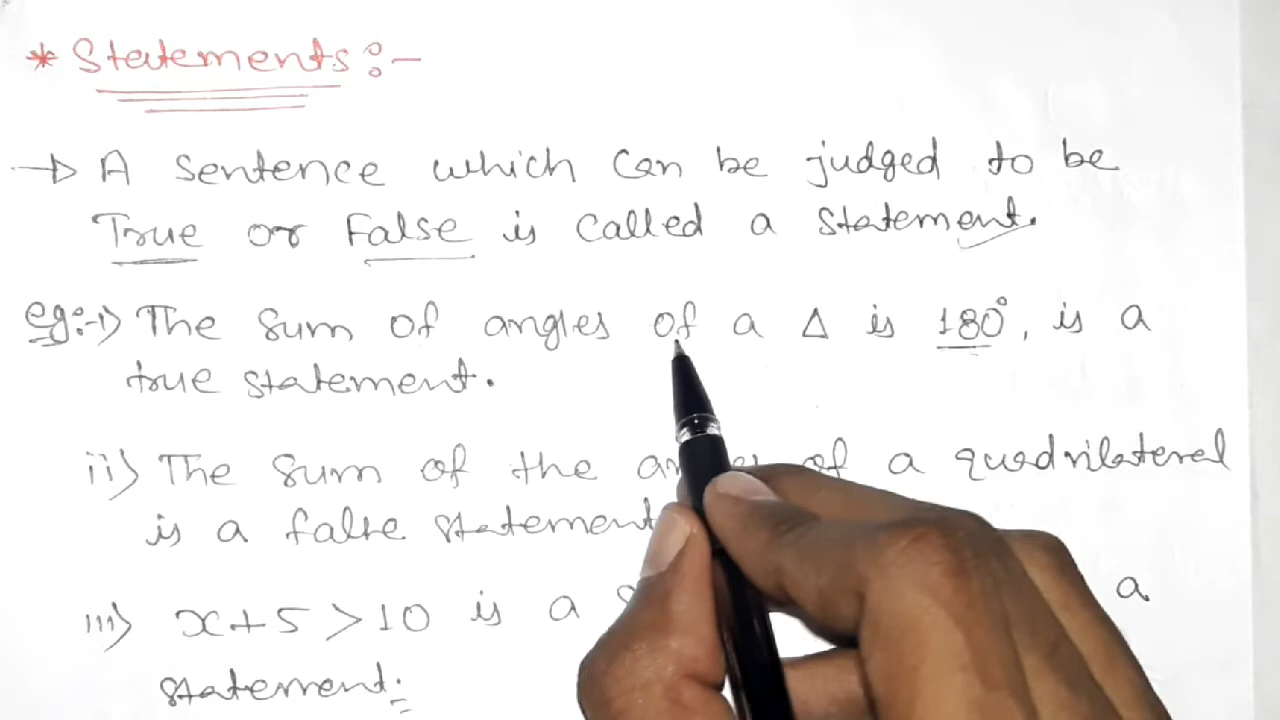 * Statements:-
→ A sentence which can be judged to be
True or False is called a statement.
eg:-i) The sum of angles of a Δ is 180°, is a
true statement.
ii) The sum of the of a quadrilateral
is a false statement
iii) x+5 > 10 is a a
statement.